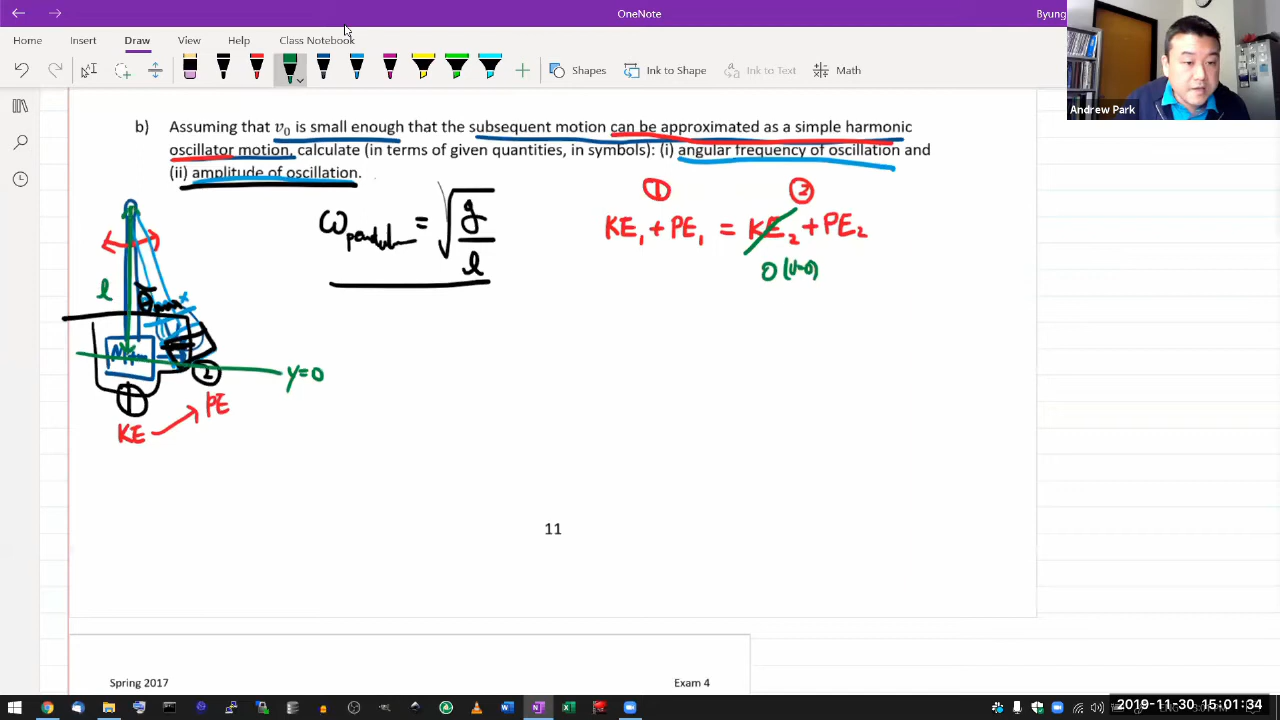 OneNote
Byung
Home Insert Draw View Help Class Notebook
Shapes Ink to Shape Ink to Text Math
Andrew Park
b) Assuming that v₀ is small enough that the subsequent motion can be approximated as a simple harmonic
oscillator motion, calculate (in terms of given quantities, in symbols): (i) angular frequency of oscillation and
(ii) amplitude of oscillation.
① ②
ω = √g/l
KE₁ + PE₁ = KE₂ + PE₂
0 (v=0)
l
y=0
① ②
KE → PE
11
Spring 2017 Exam 4
2019-11-30 15:01:34